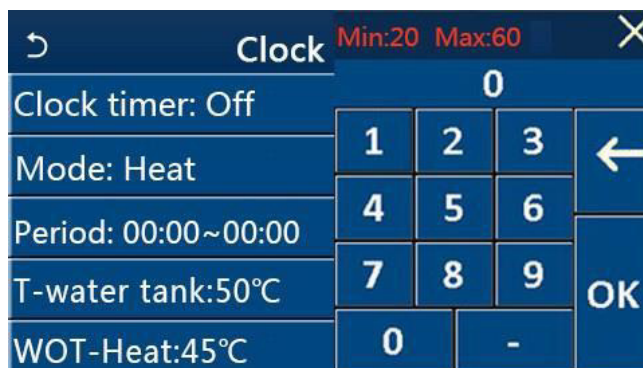 Clock
Clock timer: Off
Mode: Heat
Period: 00:00~00:00
T-water tank:50℃
WOT-Heat:45℃
Min:20 Max:60
0
1 2 3
4 5 6
7 8 9
OK
0 -